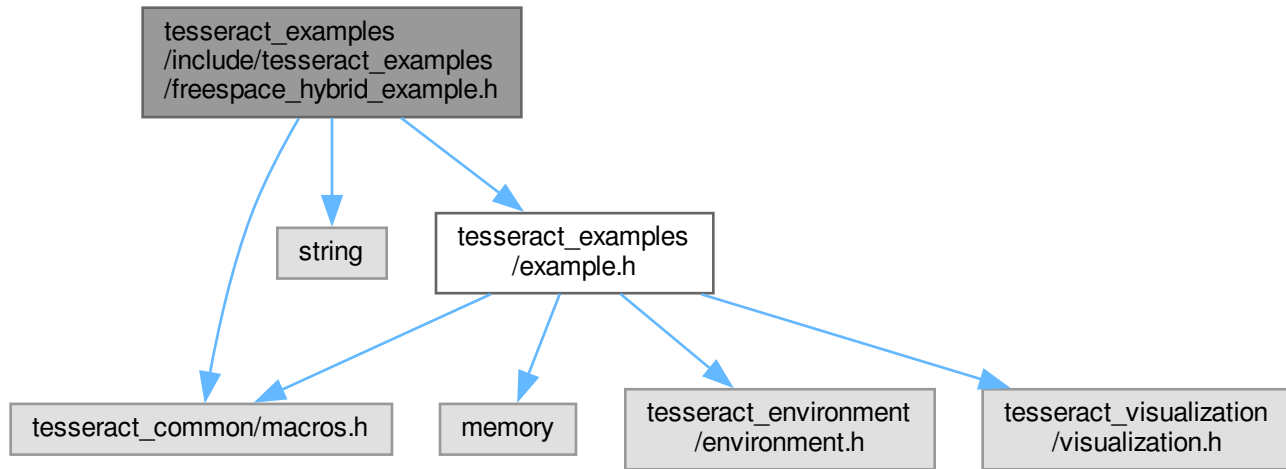 tesseract_examples
/include/tesseract_examples
/freespace_hybrid_example.h
string
tesseract_examples
/example.h
tesseract_common/macros.h
memory
tesseract_environment
/environment.h
tesseract_visualization
/visualization.h